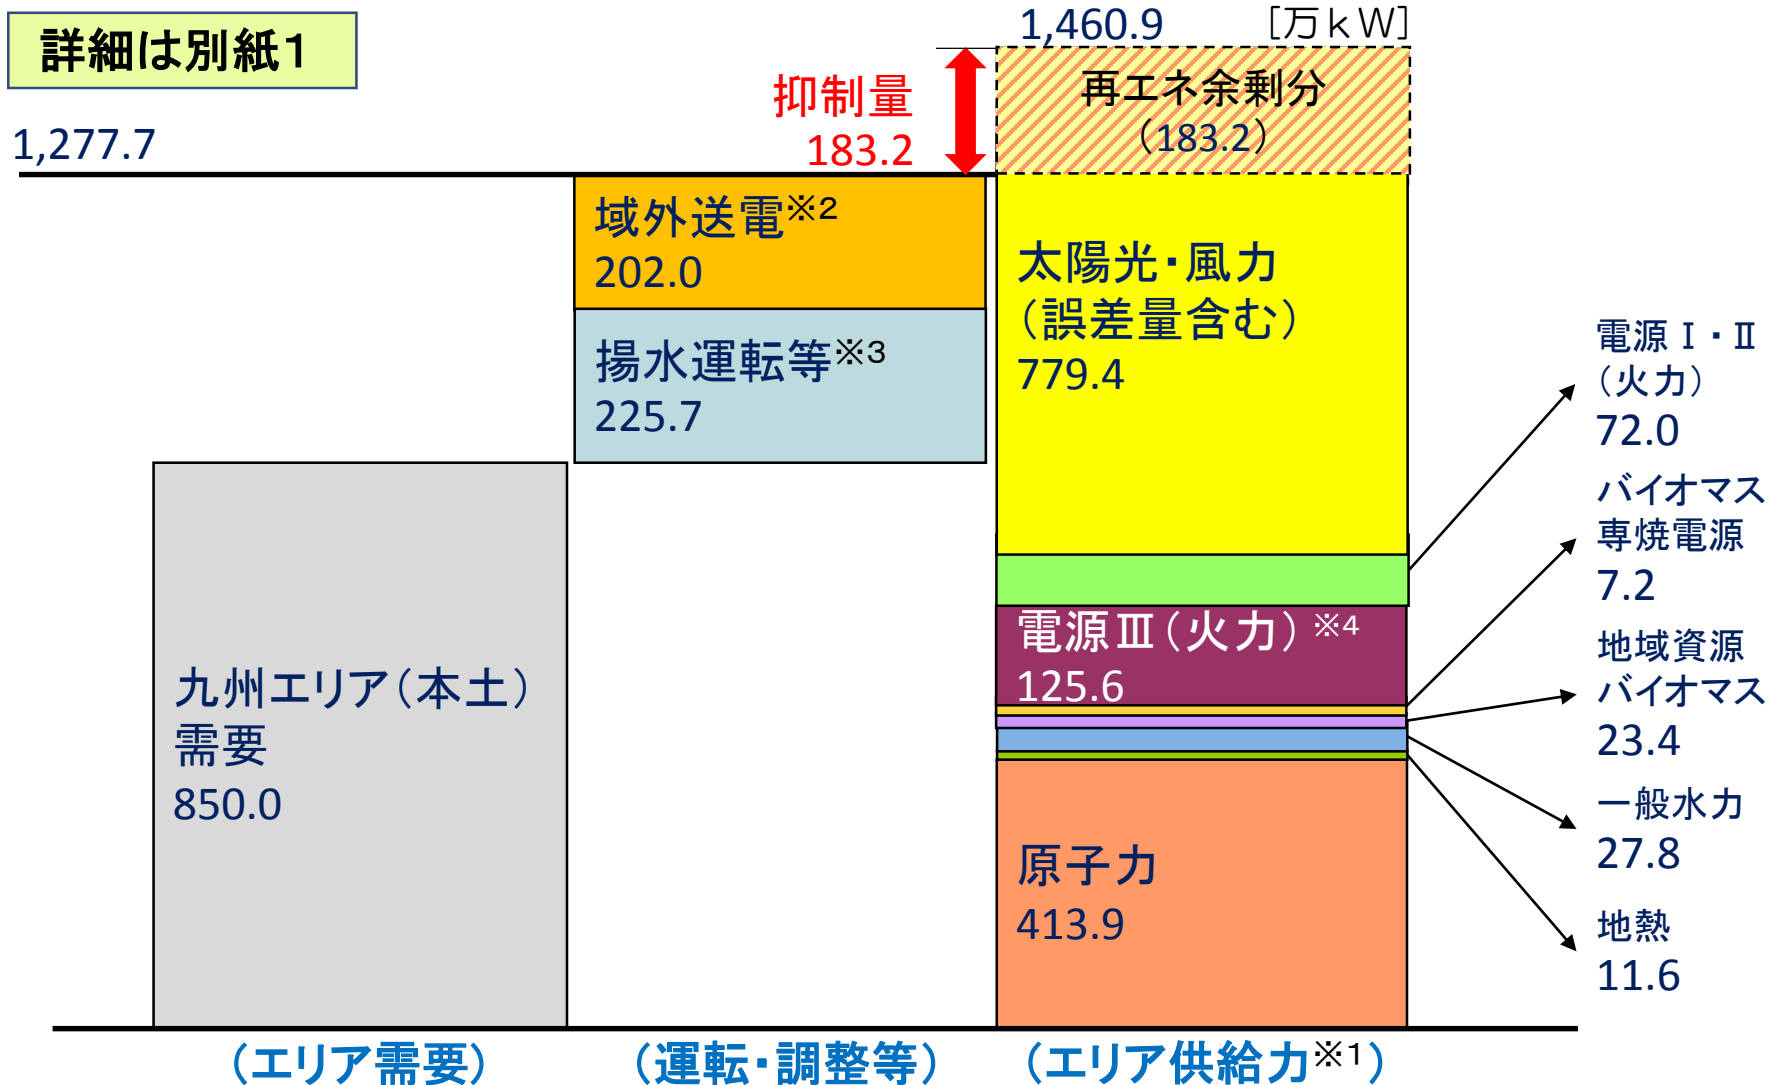 詳細は別紙1
1,460.9
[万kW]
抑制量
183.2
再エネ余剰分
（183.2）
1,277.7
域外送電※2
202.0
揚水運転等※3
225.7
太陽光・風力
（誤差量含む）
779.4
電源Ⅰ・Ⅱ
（火力）
72.0
バイオマス
専焼電源
7.2
電源Ⅲ（火力）※4
125.6
地域資源
バイオマス
23.4
九州エリア（本土）
需要
850.0
一般水力
27.8
原子力
413.9
地熱
11.6
（エリア需要）
（運転・調整等）
（エリア供給力※1）